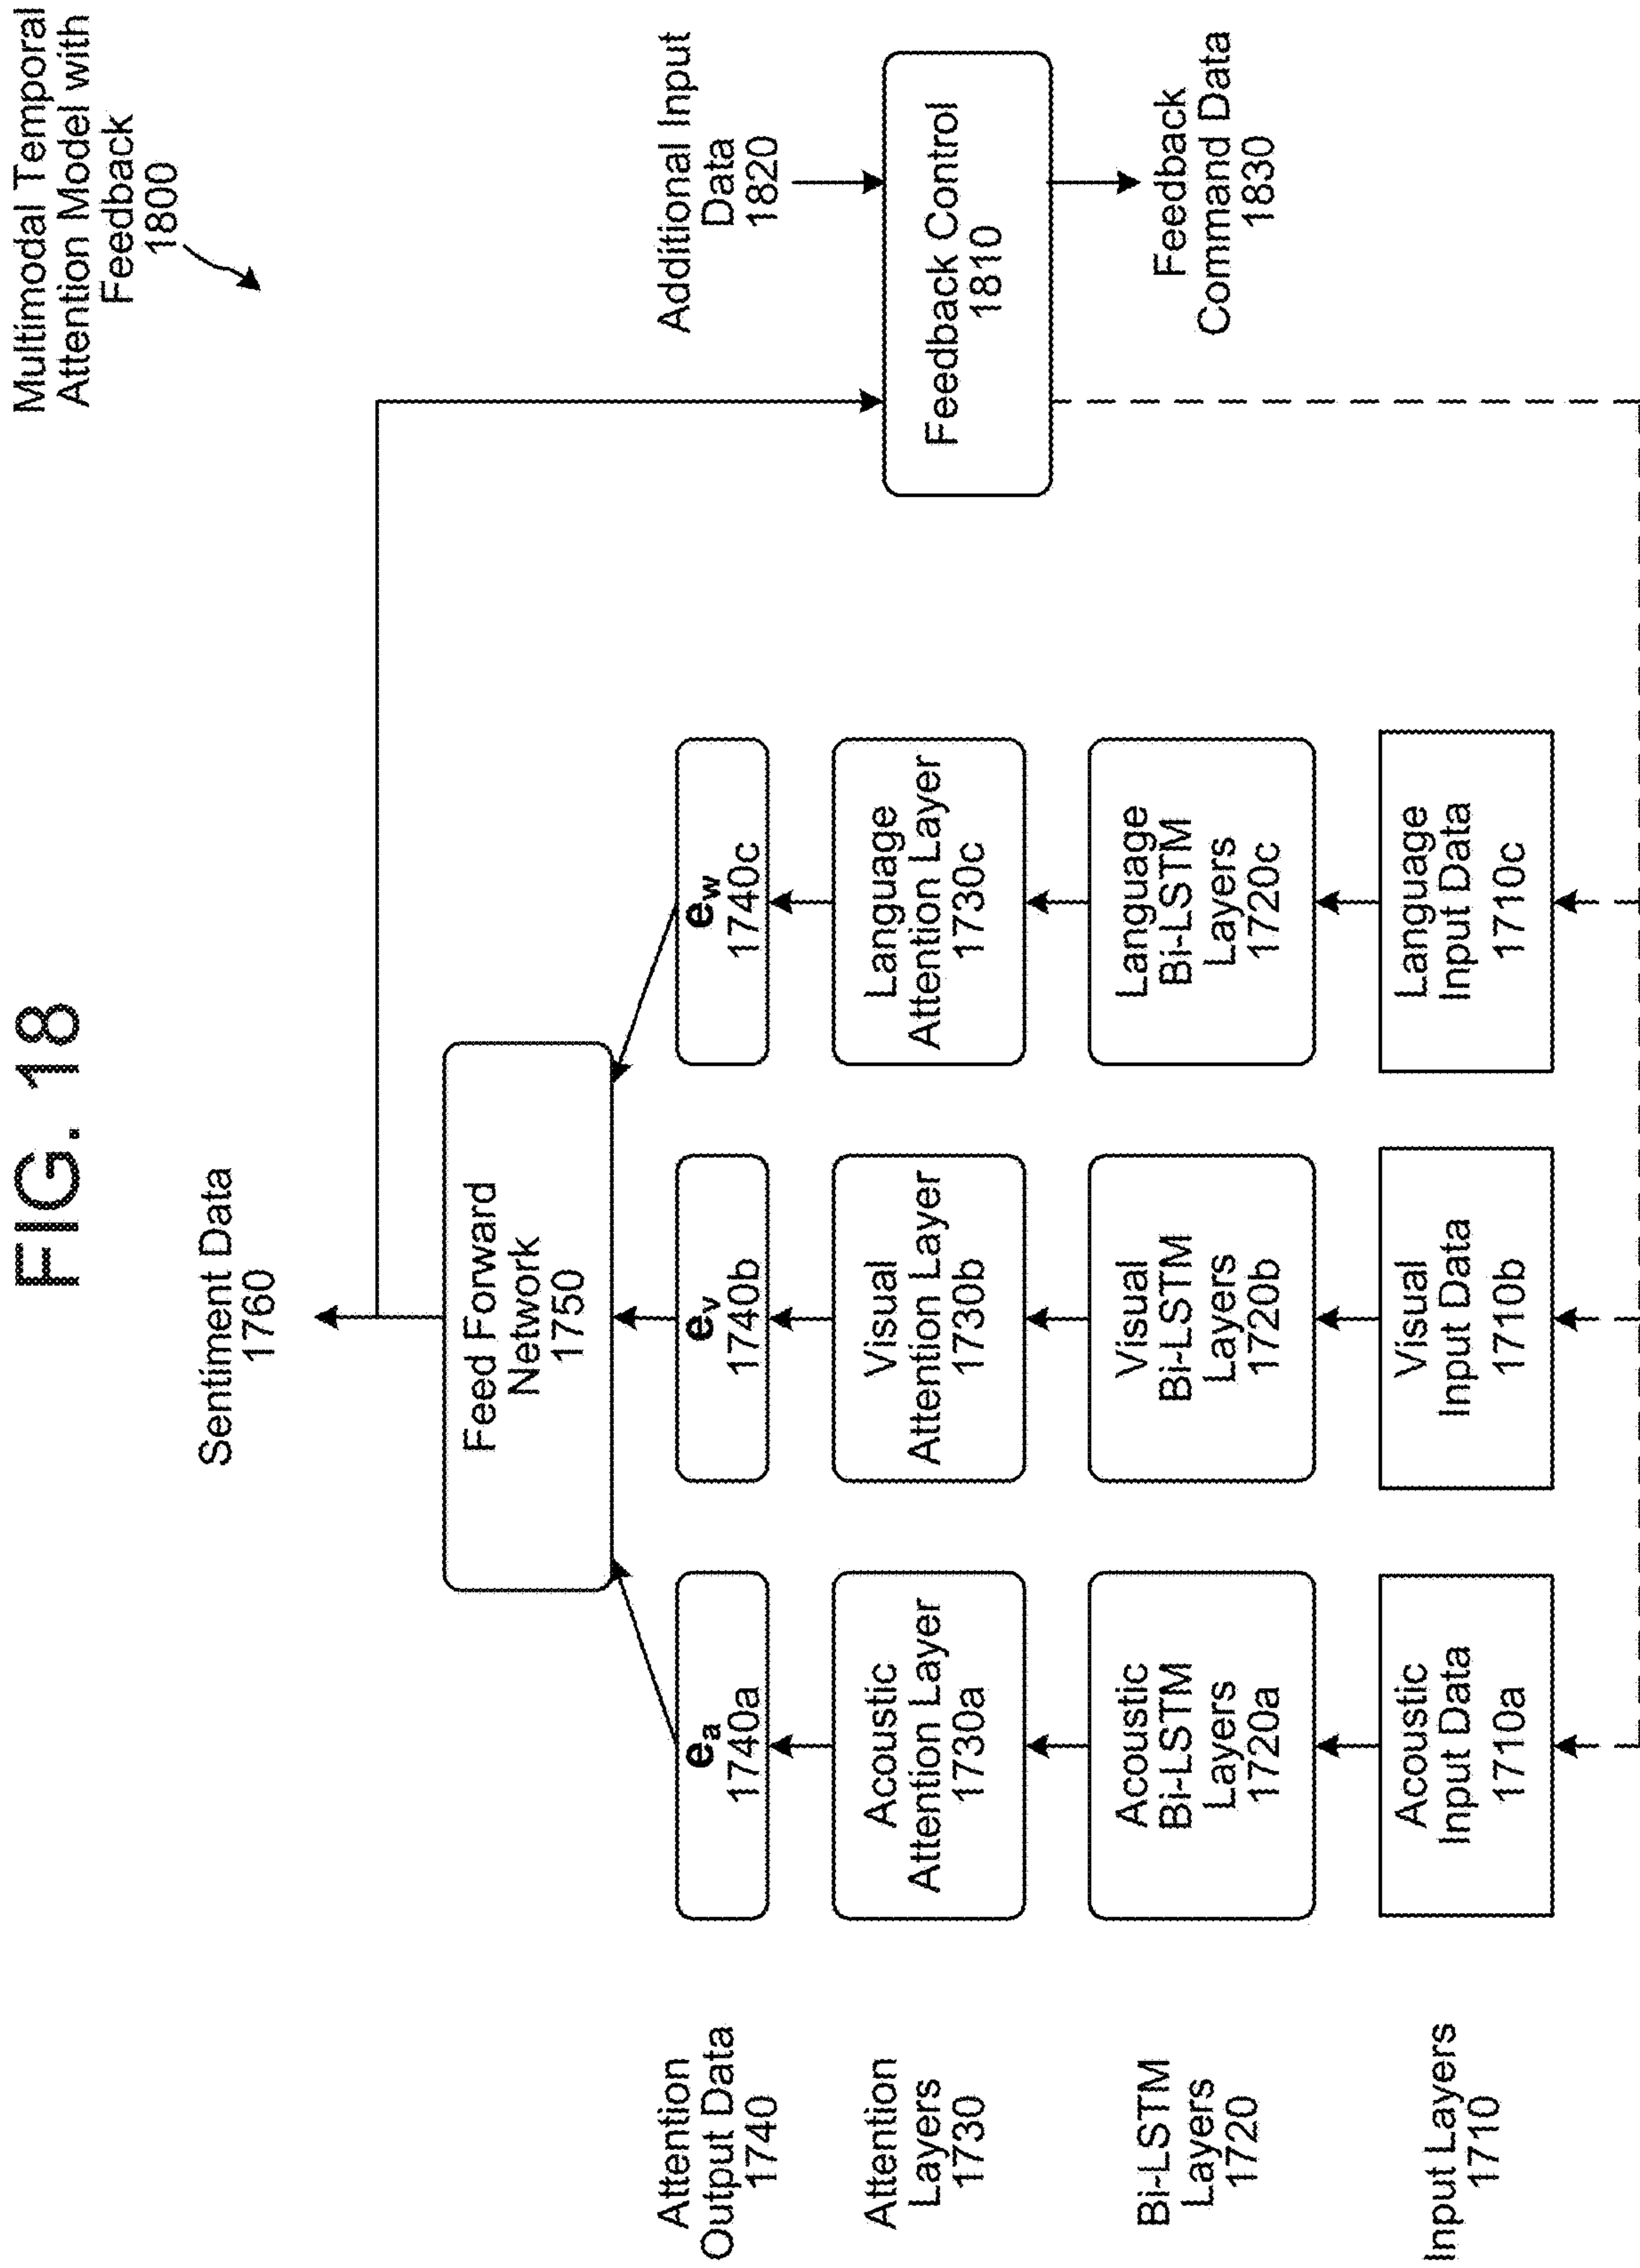 FIG. 18
Multimodal Temporal
Attention Model with
Feedback
1800
Sentiment Data
1760
Feed Forward
Network
1750
Attention
Output Data
1740
ea
1740a
ev
1740b
ew
1740c
Additional Input
Data
1820
Attention
Layers
1730
Acoustic
Attention Layer
1730a
Visual
Attention Layer
1730b
Language
Attention Layer
1730c
Feedback Control
1810
Bi-LSTM
Layers
1720
Acoustic
Bi-LSTM
Layers
1720a
Visual
Bi-LSTM
Layers
1720b
Language
Bi-LSTM
Layers
1720c
Feedback
Command Data
1830
Input Layers
1710
Acoustic
Input Data
1710a
Visual
Input Data
1710b
Language
Input Data
1710c